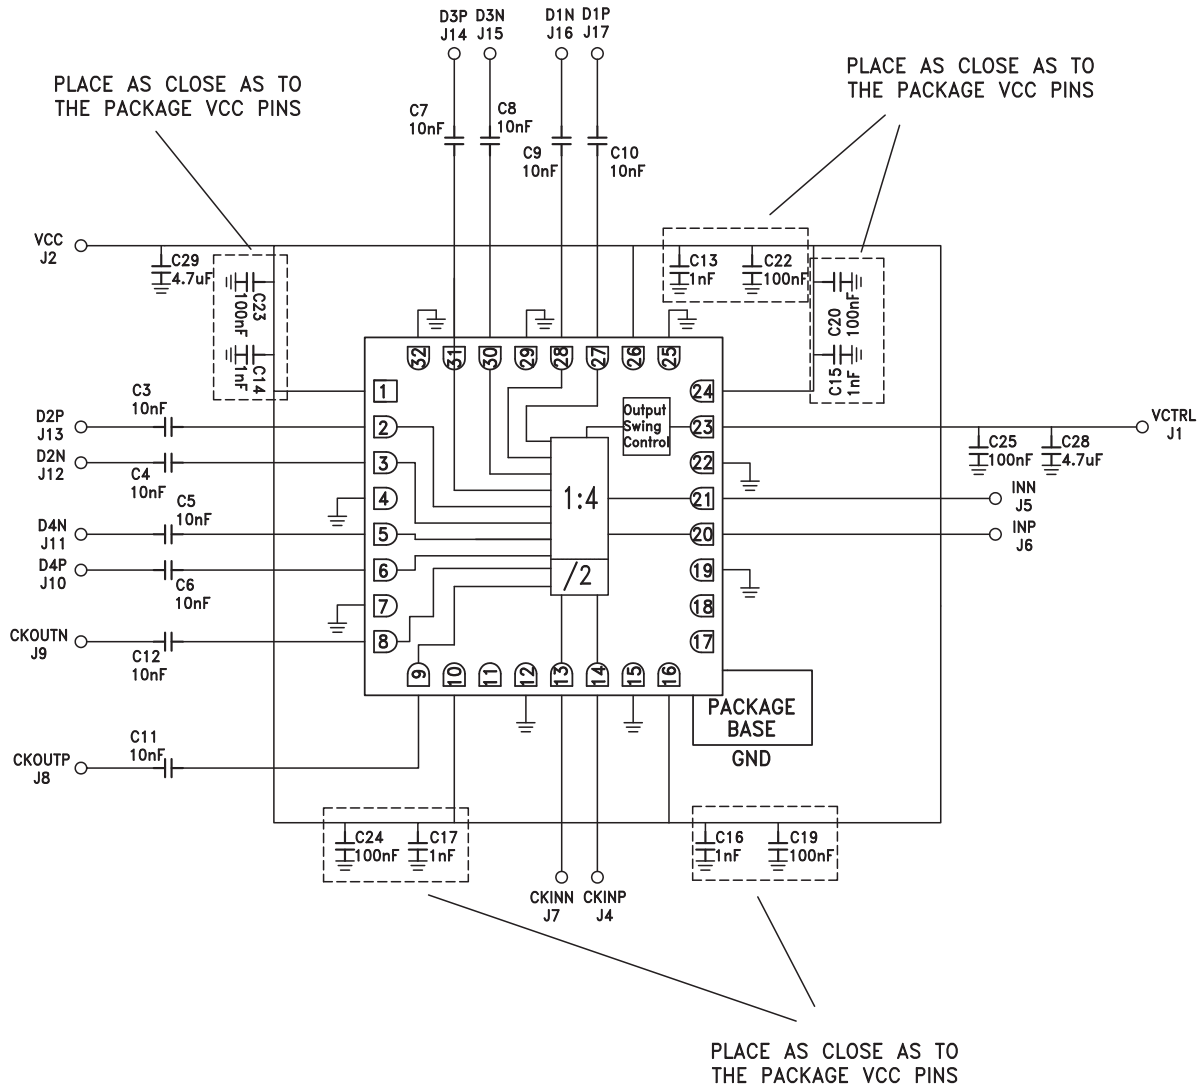 D3P D3N D1N D1P
J14 J15 J16 J17
PLACE AS CLOSE AS TO
THE PACKAGE VCC PINS
PLACE AS CLOSE AS TO
THE PACKAGE VCC PINS
C7
10nF
C8
10nF
C9
10nF
C10
10nF
VCC
J2
C29
4.7uF
C23
100nF
C14
1nF
C13
1nF
C22
100nF
C20
100nF
C15
1nF
32 31 30 29 28 27 26 25
1
2
3
4
5
6
7
8
24
23
22
21
20
19
18
17
9 10 11 12 13 14 15 16
Output
Swing
Control
1:4
/2
C3
10nF
D2P
J13
D2N
J12
C4
10nF
C5
10nF
D4N
J11
D4P
J10
C6
10nF
CKOUTN
J9
C12
10nF
C11
10nF
CKOUTP
J8
VCTRL
J1
C25
100nF
C28
4.7uF
INN
J5
INP
J6
PACKAGE
BASE
GND
C24
100nF
C17
1nF
C16
1nF
C19
100nF
CKINN CKINP
J7 J4
PLACE AS CLOSE AS TO
THE PACKAGE VCC PINS